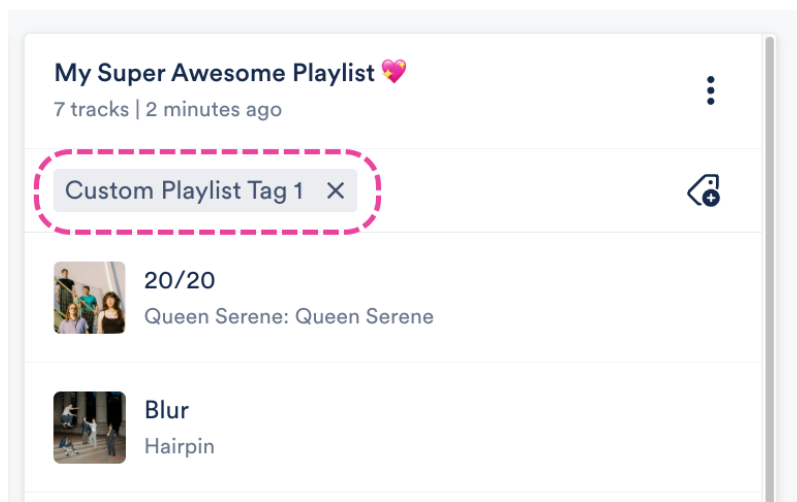 My Super Awesome Playlist 💖
7 tracks | 2 minutes ago
Custom Playlist Tag 1
20/20
Queen Serene: Queen Serene
Blur
Hairpin